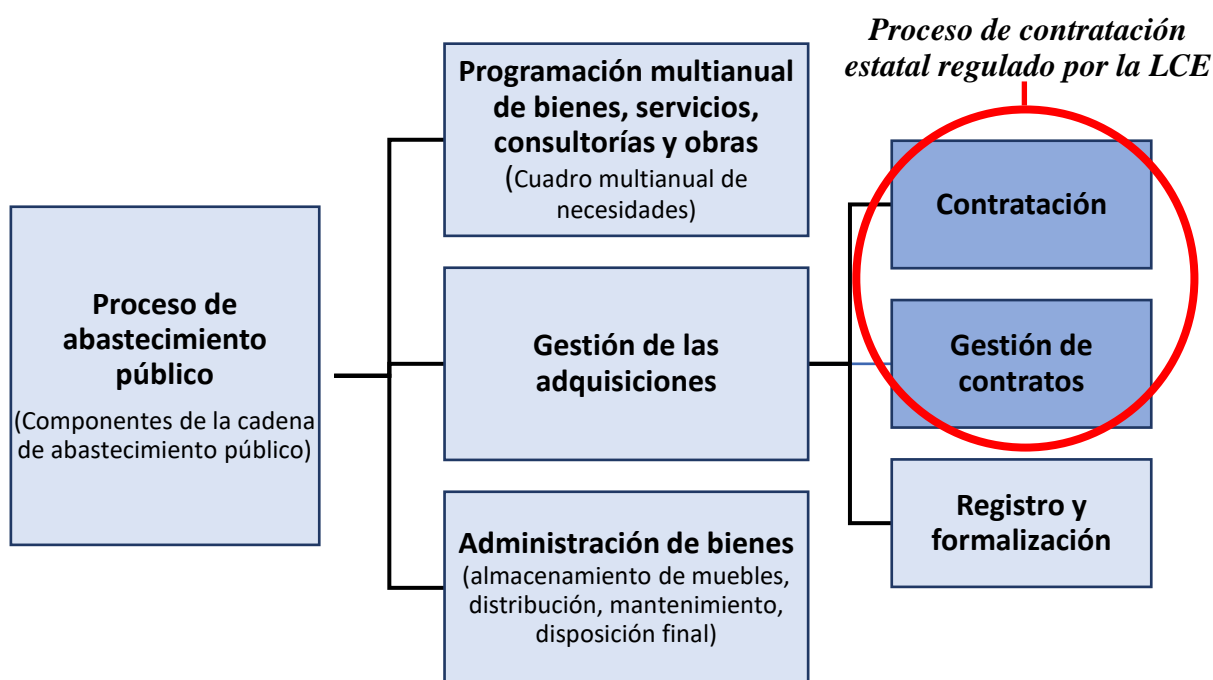 Proceso de contratación
estatal regulado por la LCE
Proceso de
abastecimiento
público
(Componentes de la cadena
de abastecimiento público)
Programación multianual
de bienes, servicios,
consultorías y obras
(Cuadro multianual de
necesidades)
Gestión de las
adquisiciones
Administración de bienes
(almacenamiento de muebles,
distribución, mantenimiento,
disposición final)
Contratación
Gestión de
contratos
Registro y
formalización